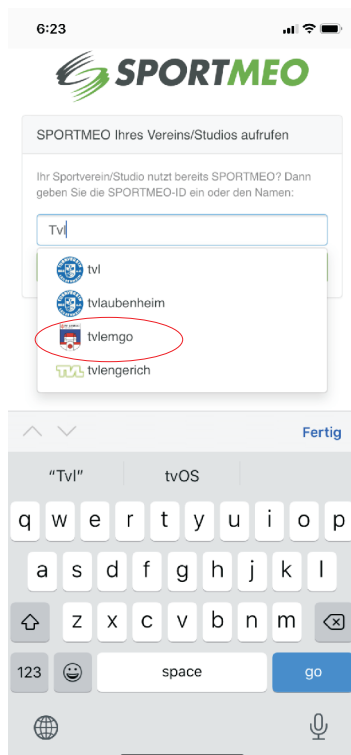 6:23
SPORTMEO
SPORTMEO Ihres Vereins/Studios aufrufen
Ihr Sportverein/Studio nutzt bereits SPORTMEO? Dann
geben Sie die SPORTMEO-ID ein oder den Namen:
Tvl
tvl
tvlaubenheim
tvlemgo
TVL tvlengerich
Fertig
“Tvl” tvOS
q w e r t y u i o p
a s d f g h j k l
z x c v b n m
123 space go